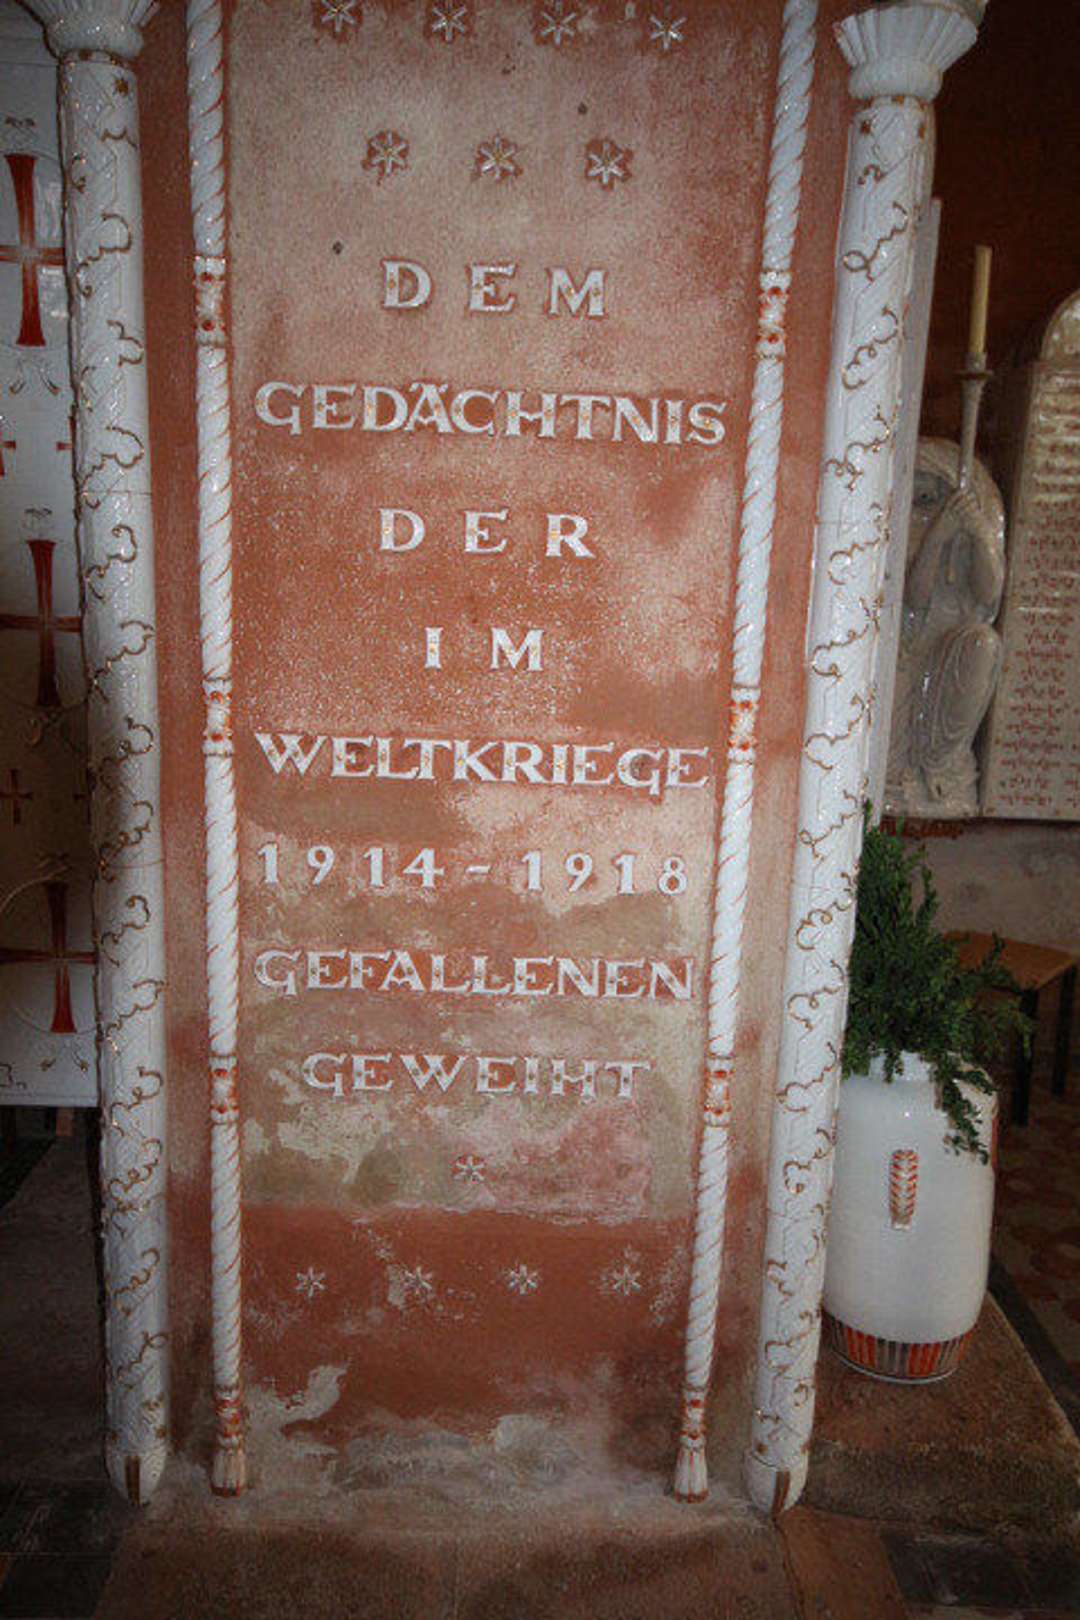 DEM
GEDÄCHTNIS
DER
IM
WELTKRIEGE
1914-1918
GEFALLENEN
GEWEIHT